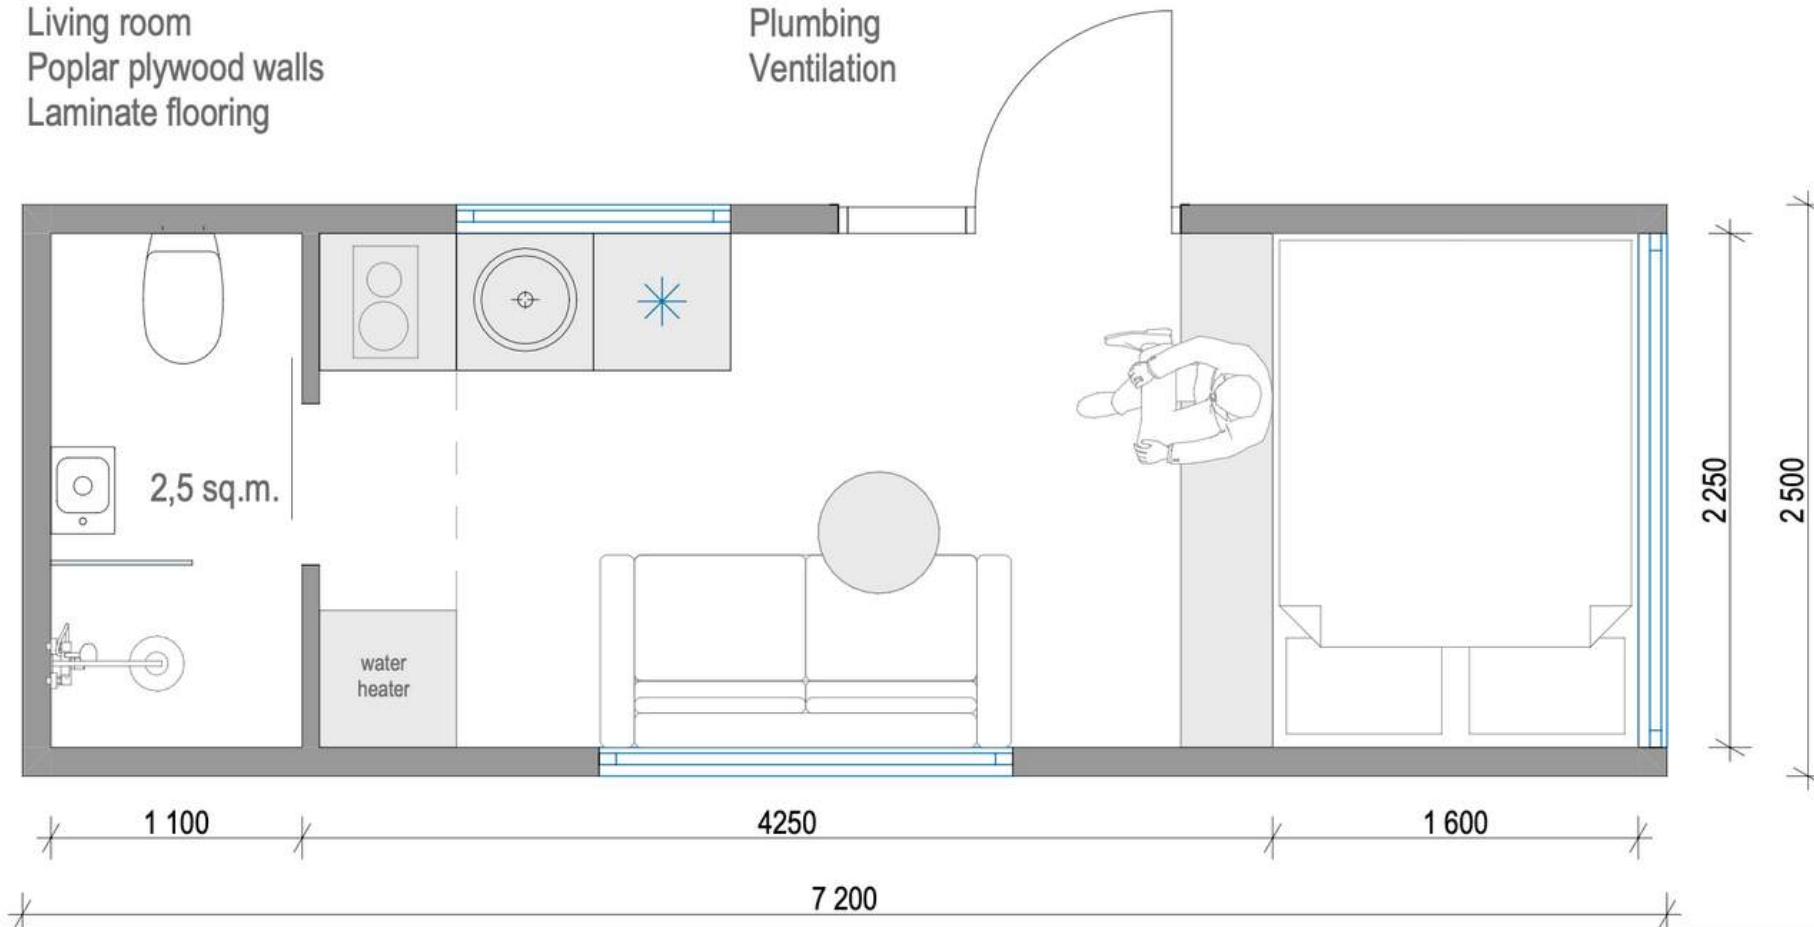 Living room
Poplar plywood walls
Laminate flooring
Plumbing
Ventilation
2,5 sq.m.
water
heater
2 250
2 500
1 100
4250
1 600
7 200